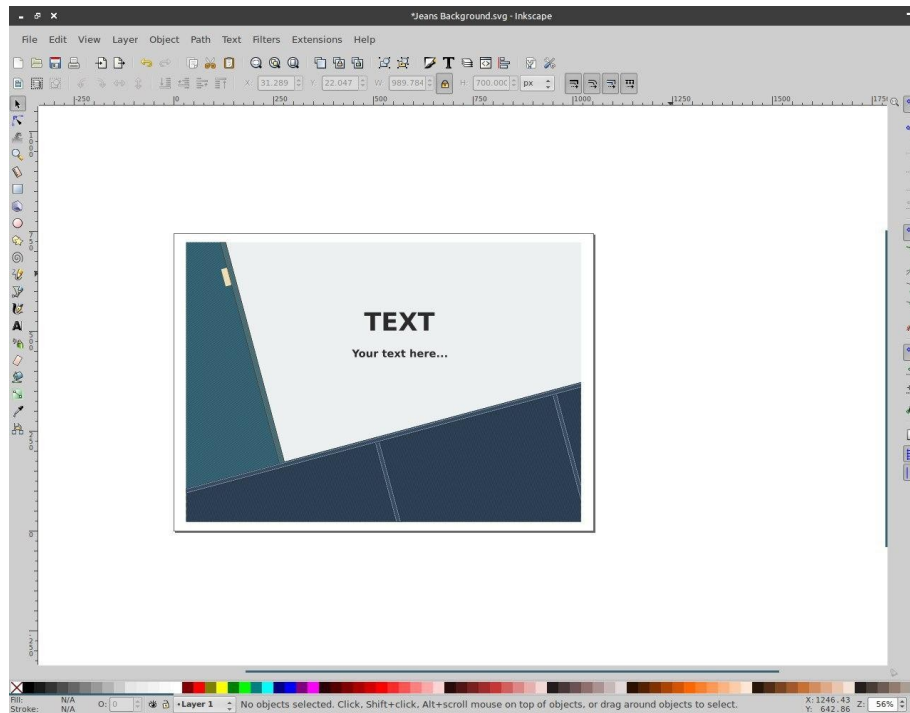 *Jeans Background.svg - Inkscape
File Edit View Layer Object Path Text Filters Extensions Help
X 31.289 Y 22.047 W 989.784 H 700.000 px
-250 0 250 500 750 1000 1250 1500 175
TEXT
Your text here...
Fill: N/A
Stroke: N/A
O: 0
•Layer 1
No objects selected. Click, Shift+click, Alt+scroll mouse on top of objects, or drag around objects to select.
X: 1246.43
Y: 642.86
Z: 56%